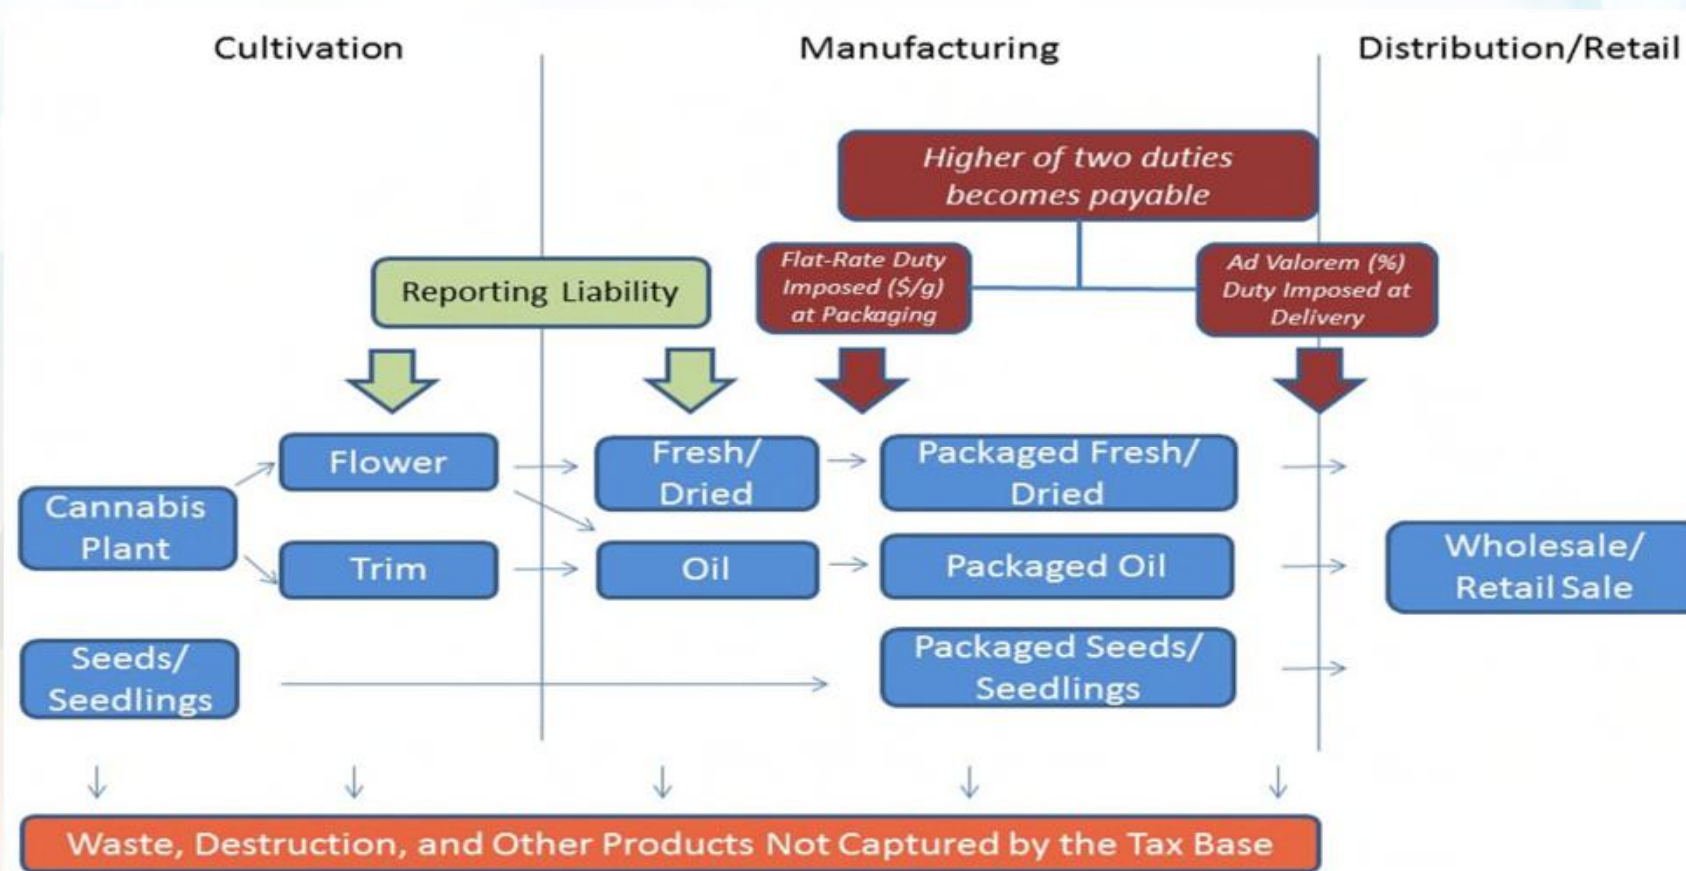 Cultivation
Manufacturing
Distribution/Retail
Higher of two duties
becomes payable
Reporting Liability
Flat-Rate Duty
Imposed ($/g)
at Packaging
Ad Valorem (%)
Duty Imposed at
Delivery
Flower
Fresh/
Dried
Packaged Fresh/
Dried
Cannabis
Plant
Trim
Oil
Packaged Oil
Wholesale/
Retail Sale
Seeds/
Seedlings
Packaged Seeds/
Seedlings
Waste, Destruction, and Other Products Not Captured by the Tax Base